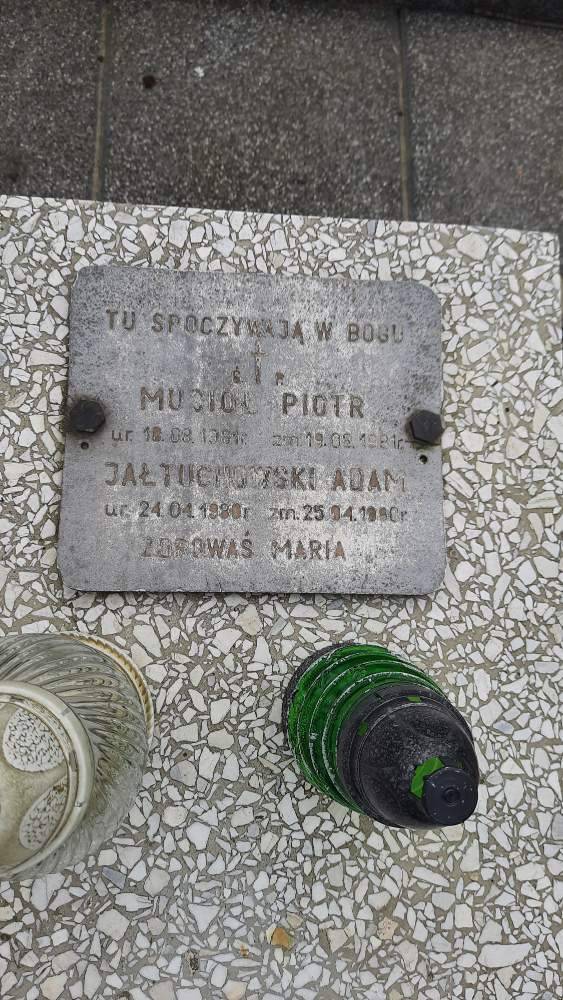 TU SPOCZYWAJĄ W BOGU
Ś P
MUSIOŁ PIOTR
ur. 18.08.1981r. zm. 19.08.1981r.
JAŁTUCHOWSKI ADAM
ur. 24.04.1980r. zm. 25.04.1980r.
ZDROWAŚ MARIA